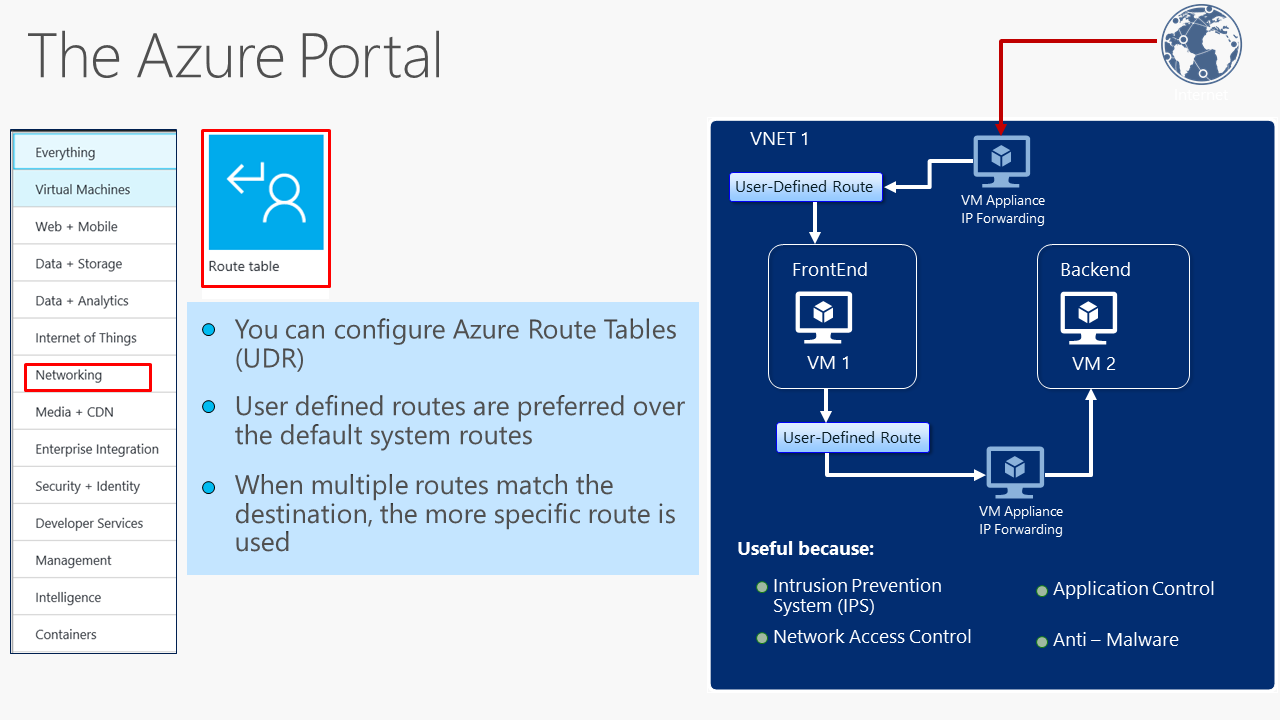 The Azure Portal
Internet
Everything
Virtual Machines
Web + Mobile
Data + Storage
Data + Analytics
Internet of Things
Networking
Media + CDN
Enterprise Integration
Security + Identity
Developer Services
Management
Intelligence
Containers
Route table
You can configure Azure Route Tables
(UDR)
User defined routes are preferred over
the default system routes
When multiple routes match the
destination, the more specific route is
used
VNET 1
User-Defined Route
VM Appliance
IP Forwarding
FrontEnd
VM 1
Backend
VM 2
User-Defined Route
VM Appliance
IP Forwarding
Useful because:
Intrusion Prevention
System (IPS)
Network Access Control
Application Control
Anti – Malware